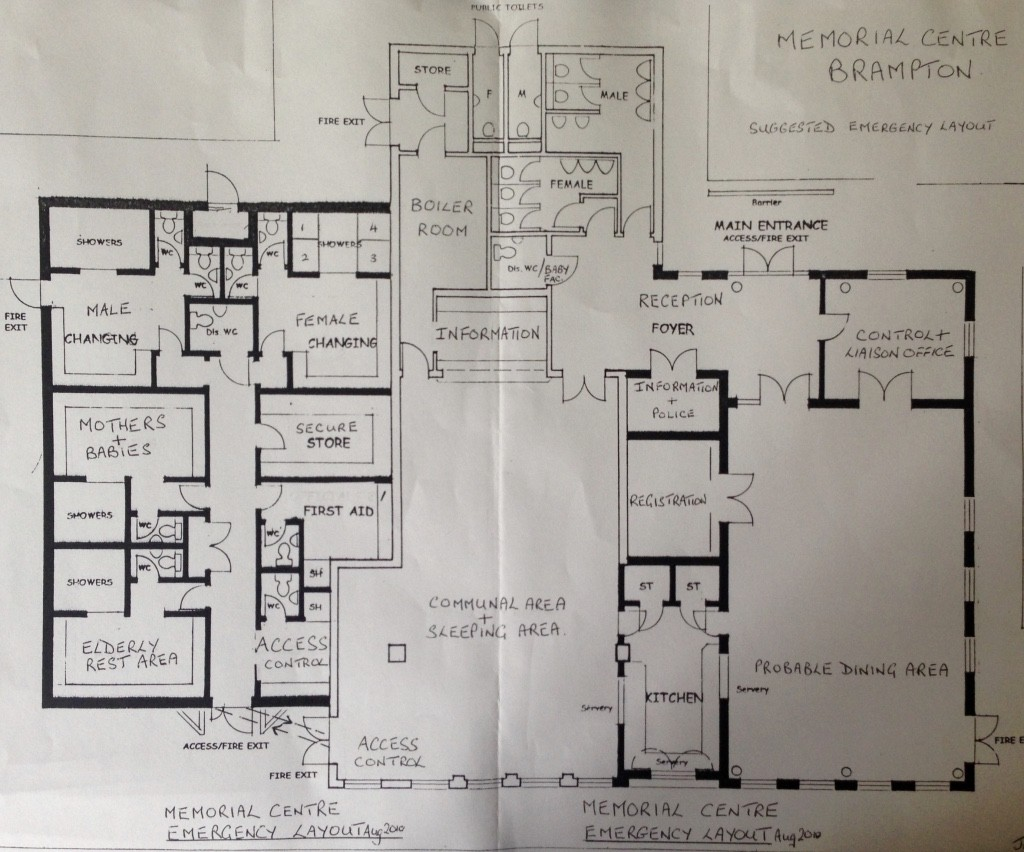 PUBLIC TOILETS
MEMORIAL CENTRE
BRAMPTON.
SUGGESTED EMERGENCY LAYOUT
STORE
F
M
MALE
FIRE EXIT
FEMALE
BOILER
ROOM
Dis. WC/BABY
FAC.
Barrier
MAIN ENTRANCE
ACCESS/FIRE EXIT
SHOWERS
WC
WC
WC
WC
1
2
SHOWERS
4
3
Dis WC
FIRE
EXIT
MALE
CHANGING
FEMALE
CHANGING
INFORMATION
RECEPTION
FOYER
CONTROL +
LIAISON OFFICE
INFORMATION
+
POLICE
MOTHERS
+
BABIES
SECURE
STORE
REGISTRATION
SHOWERS
WC
FIRST AID
WC
SHOWERS
WC
SH
WC
SH
ST
ST
COMMUNAL AREA
+
SLEEPING AREA.
ELDERLY
REST AREA
ACCESS
CONTROL
PROBABLE DINING AREA
KITCHEN
Servery
Servery
Servery
ACCESS/FIRE EXIT
FIRE EXIT
ACCESS
CONTROL
FIRE E
MEMORIAL CENTRE
EMERGENCY LAYOUT Aug 2010
MEMORIAL CENTRE
EMERGENCY LAYOUT Aug 2010
J